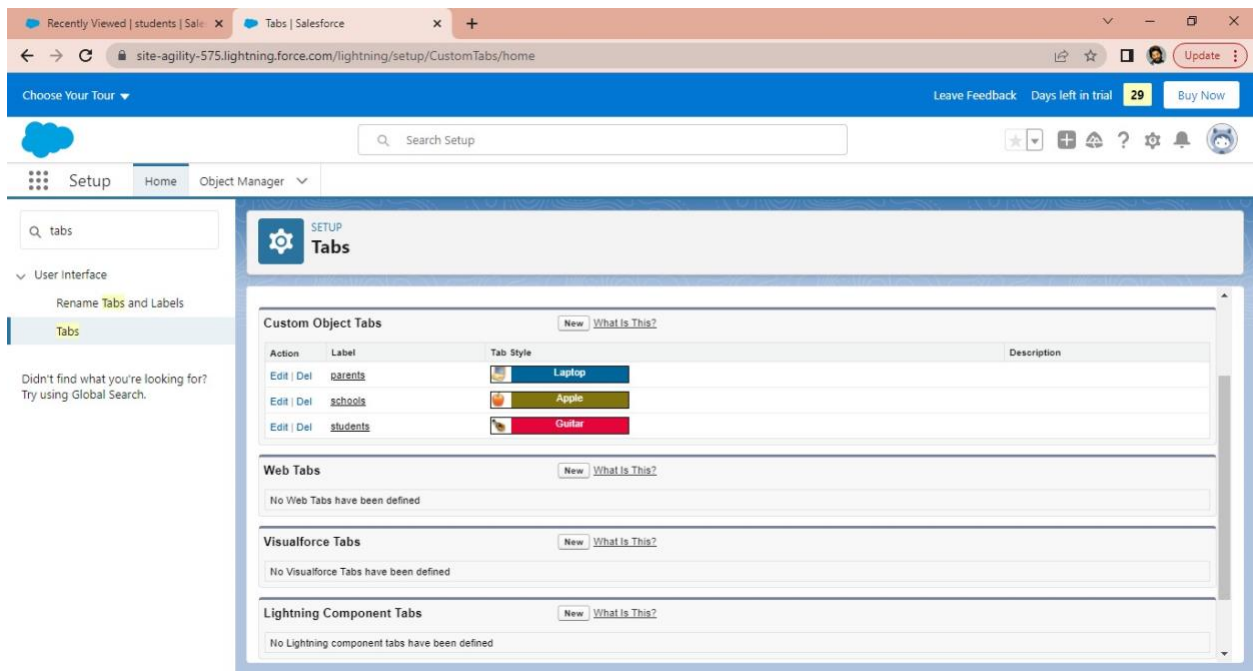 Recently Viewed | students | Sale
Tabs | Salesforce
site-agility-575.lightning.force.com/lightning/setup/CustomTabs/home
Update
Choose Your Tour
Leave Feedback Days left in trial 29 Buy Now
Search Setup
Setup Home Object Manager
tabs
User Interface
Rename Tabs and Labels
Tabs
Didn't find what you're looking for?
Try using Global Search.
SETUP
Tabs
Custom Object Tabs New What Is This?
Action Label Tab Style Description
Edit | Del parents Laptop
Edit | Del schools Apple
Edit | Del students Guitar
Web Tabs New What Is This?
No Web Tabs have been defined
Visualforce Tabs New What Is This?
No Visualforce Tabs have been defined
Lightning Component Tabs New What Is This?
No Lightning component tabs have been defined